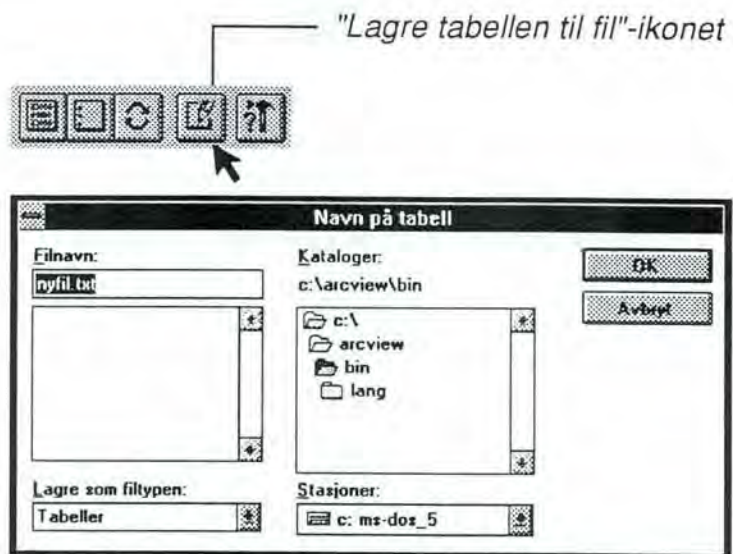 "Lagre tabellen til fil"-ikonet
Navn på tabell
Filnavn:
nyfil.txt
Kataloger:
c:\arcview\bin
c:\
arcview
bin
lang
OK
Avbryt
Lagre som filtypen:
Tabeller
Stasjoner:
c: ms-dos_5